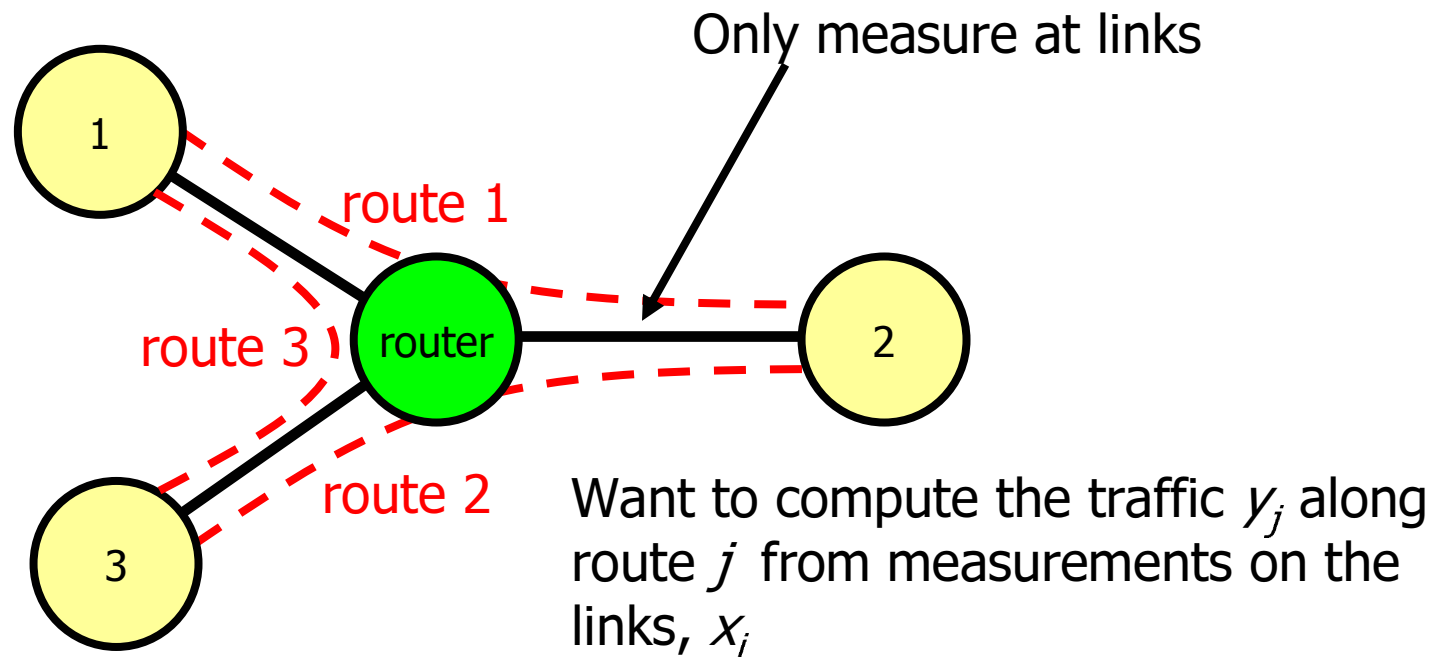 Only measure at links
1
route 1
route 3
router
2
route 2
3
Want to compute the traffic yj along
route j from measurements on the
links, xi